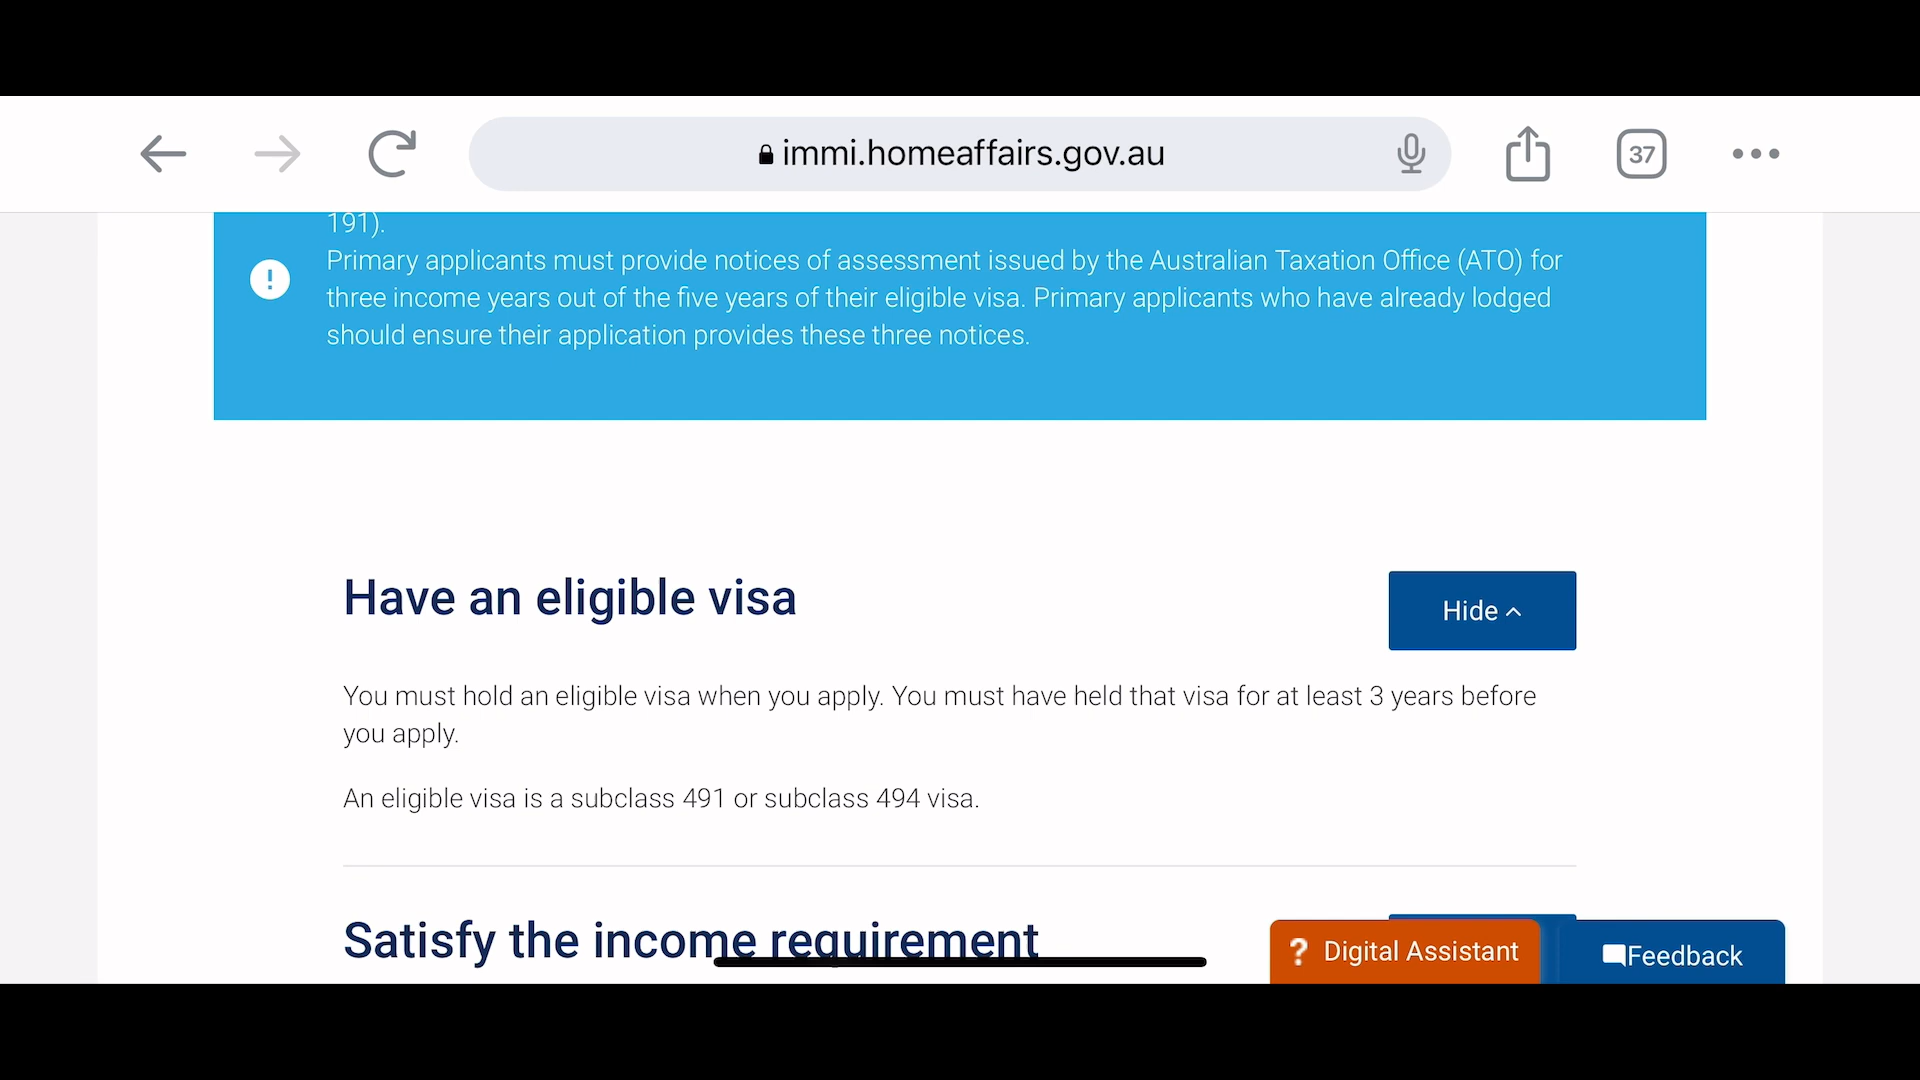 immi.homeaffairs.gov.au
37
191).
Primary applicants must provide notices of assessment issued by the Australian Taxation Office (ATO) for
three income years out of the five years of their eligible visa. Primary applicants who have already lodged
should ensure their application provides these three notices.
Have an eligible visa
Hide
You must hold an eligible visa when you apply. You must have held that visa for at least 3 years before
you apply.
An eligible visa is a subclass 491 or subclass 494 visa.
Satisfy the income requirement
? Digital Assistant
Feedback